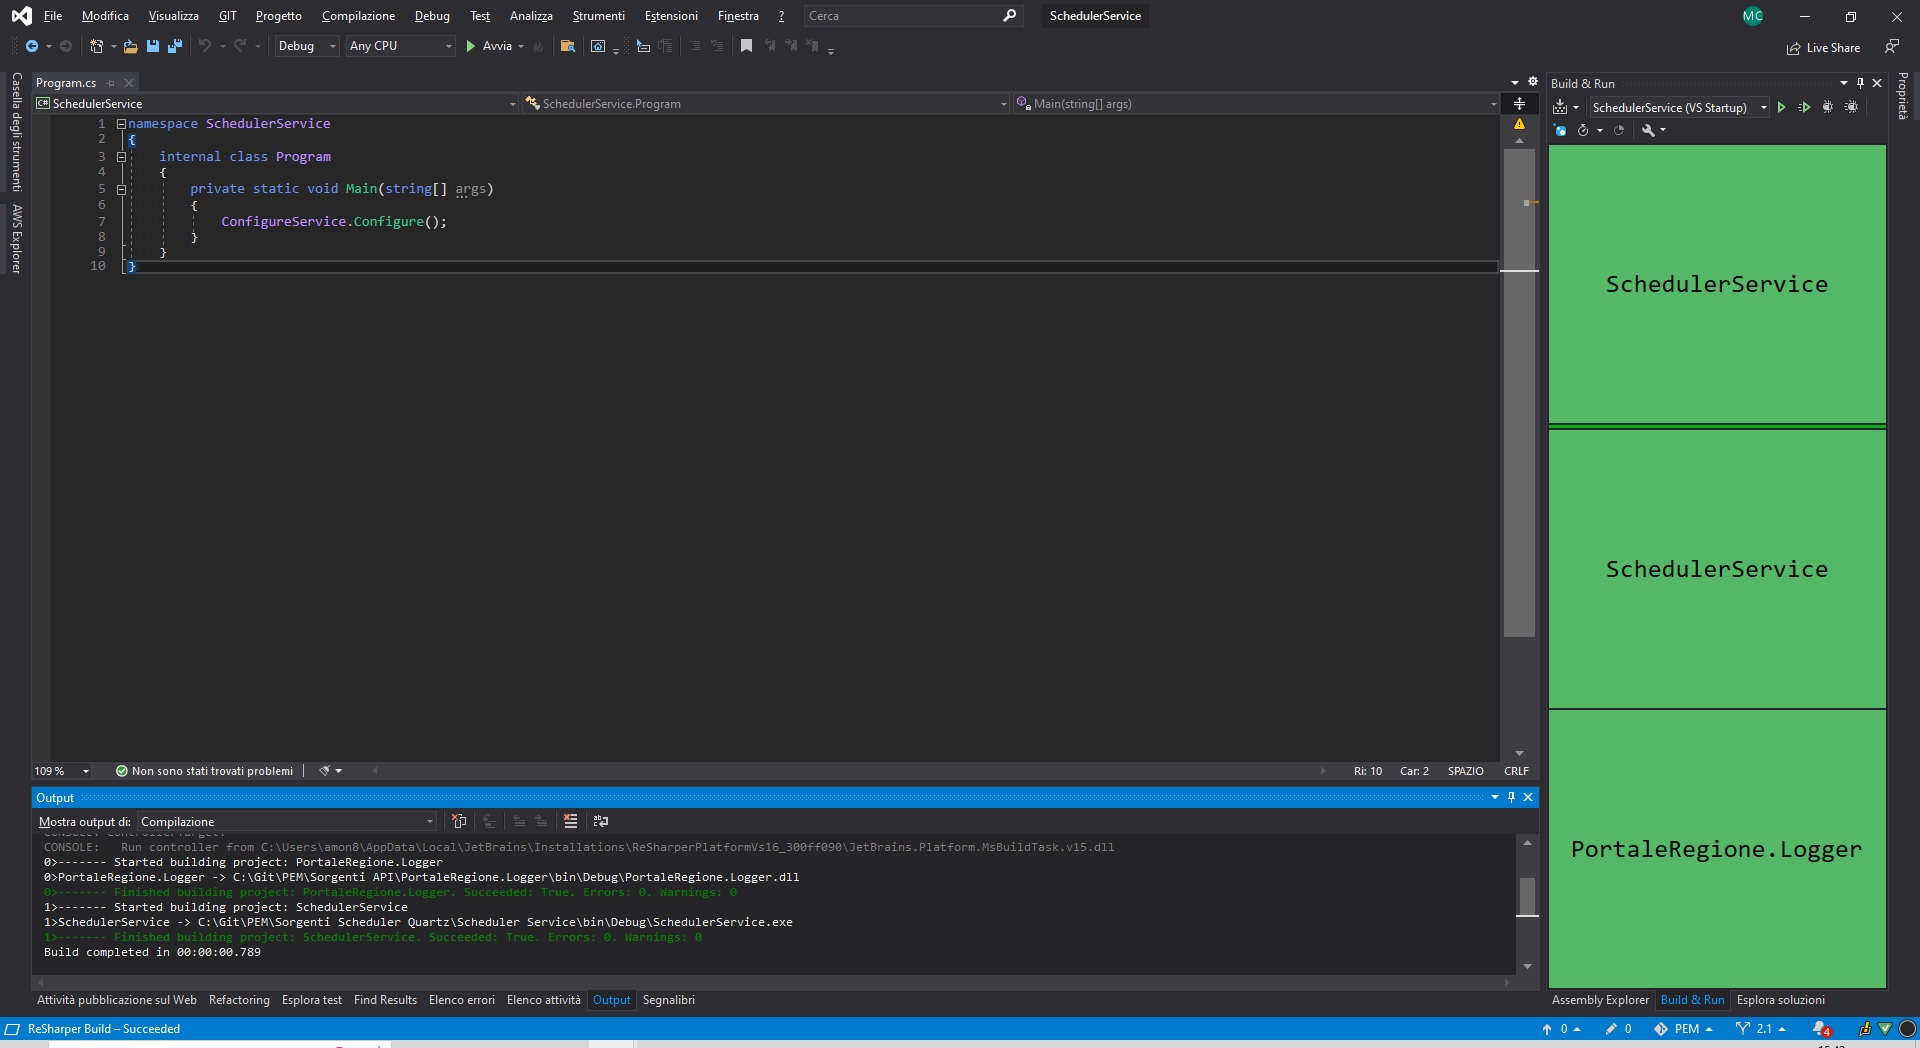 File Modifica Visualizza GIT Progetto Compilazione Debug Test Analizza Strumenti Estensioni Finestra ? Cerca SchedulerService MC
Debug Any CPU Avvia Live Share
Program.cs
SchedulerService SchedulerService.Program Main(string[] args)
1 namespace SchedulerService
2 {
3 internal class Program
4 {
5 private static void Main(string[] args)
6 {
7 ConfigureService.Configure();
8 }
9 }
10 }
109 % Non sono stati trovati problemi Ri: 10 Car: 2 SPAZIO CRLF
Output
Mostra output di: Compilazione
CONSOLE: Run controller from C:\Users\amon8\AppData\Local\JetBrains\Installations\ReSharperPlatformVs16_300ff090\JetBrains.Platform.MsBuildTask.v15.dll
0>------- Started building project: PortaleRegione.Logger
0>PortaleRegione.Logger -> C:\Git\PEM\Sorgenti API\PortaleRegione.Logger\bin\Debug\PortaleRegione.Logger.dll
0>------- Finished building project: PortaleRegione.Logger. Succeeded: True. Errors: 0. Warnings: 0
1>------- Started building project: SchedulerService
1>SchedulerService -> C:\Git\PEM\Sorgenti Scheduler Quartz\Scheduler Service\bin\Debug\SchedulerService.exe
1>------- Finished building project: SchedulerService. Succeeded: True. Errors: 0. Warnings: 0
Build completed in 00:00:00.789
Attività pubblicazione sul Web Refactoring Esplora test Find Results Elenco errori Elenco attività Output Segnalibri
Casella degli strumenti
AWS Explorer
Build & Run
SchedulerService (VS Startup)
SchedulerService
SchedulerService
PortaleRegione.Logger
Assembly Explorer Build & Run Esplora soluzioni
Proprietà
ReSharper Build – Succeeded 0 0 PEM 2.1 4